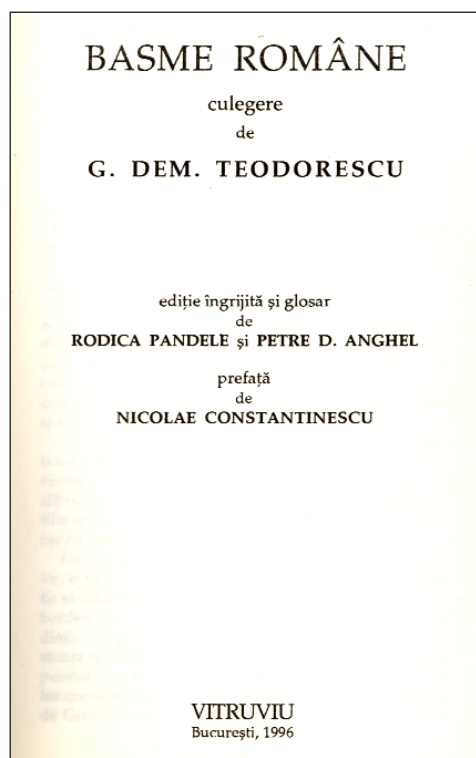 BASME ROMÂNE
culegere
de
G. DEM. TEODORESCU
ediție îngrijită și glosar
de
RODICA PANDELE și PETRE D. ANGHEL
prefață
de
NICOLAE CONSTANTINESCU
VITRUVIU
București, 1996